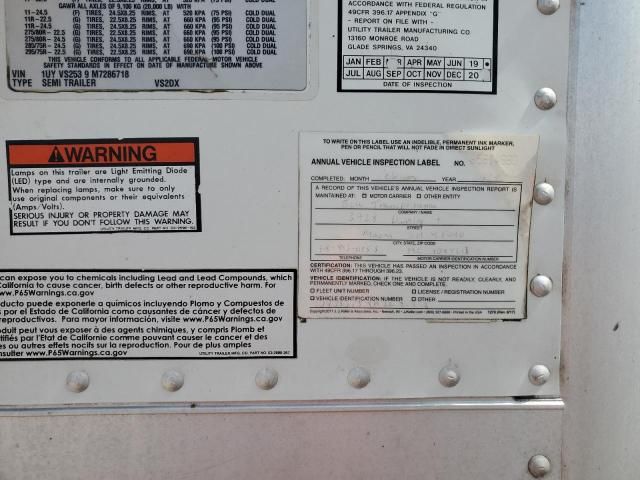 GAWR ALL AXLES OF 9,100 KG (20,000 LB) WITH
11-24.5 (F) TIRES, 24.5X8.25 RIMS, AT 520 KPA (75 PSI) COLD DUAL
11R-22.5 (G) TIRES, 22.5X8.25 RIMS, AT 660 KPA (95 PSI) COLD DUAL
11R-24.5 (G) TIRES, 24.5X8.25 RIMS, AT 660 KPA (95 PSI) COLD DUAL
275/80R-22.5 (G) TIRES, 22.5X8.25 RIMS, AT 660 KPA (95 PSI) COLD DUAL
275/80R-24.5 (G) TIRES, 24.5X8.25 RIMS, AT 660 KPA (95 PSI) COLD DUAL
285/75R-24.5 (G) TIRES, 24.5X8.25 RIMS, AT 690 KPA (100 PSI) COLD DUAL
295/75R-22.5 (G) TIRES, 22.5X8.25 RIMS, AT 690 KPA (100 PSI) COLD DUAL
THIS VEHICLE CONFORMS TO ALL APPLICABLE FEDERAL MOTOR VEHICLE
SAFETY STANDARDS IN EFFECT ON DATE OF MANUFACTURE SHOWN ABOVE.
VIN 1UY VS253 9 M7286718
TYPE SEMI TRAILER VS2DX
ACCORDANCE WITH FEDERAL REGULATION
49CFR 396.17 APPENDIX "G"
- REPORT ON FILE WITH -
UTILITY TRAILER MANUFACTURING CO
13160 MONROE ROAD
GLADE SPRINGS, VA 24340
JAN FEB APR MAY JUN 19
JUL AUG SEP OCT NOV DEC 20
DATE OF INSPECTION
WARNING
Lamps on this trailer are Light Emitting Diode
(LED) type and are internally grounded.
When replacing lamps, make sure to only
use original components or their equivalents
(Amps/Volts).
SERIOUS INJURY OR PROPERTY DAMAGE MAY
RESULT IF YOU DON'T FOLLOW THIS WARNING.
TO WRITE ON THIS LABEL USE AN INDELIBLE, PERMANENT INK MARKER,
PEN OR PENCIL THAT WILL NOT FADE IN DIRECT SUNLIGHT
ANNUAL VEHICLE INSPECTION LABEL NO.
COMPLETED: MONTH YEAR
A RECORD OF THIS VEHICLE'S ANNUAL VEHICLE INSPECTION REPORT IS
MAINTAINED AT: MOTOR CARRIER OTHER
COMPANY / NAME
STREET
CITY, STATE, ZIP CODE
TELEPHONE MOTOR CARRIER IDENTIFICATION NUMBER
CERTIFICATION: THIS VEHICLE HAS PASSED AN INSPECTION IN ACCORDANCE
WITH 49CFR 396.17 THROUGH 396.23.
VEHICLE IDENTIFICATION: IF THE VEHICLE IS NOT READILY, CLEARLY, AND
PERMANENTLY MARKED, CHECK ONE AND COMPLETE.
FLEET UNIT NUMBER LICENSE / REGISTRATION NUMBER
VEHICLE IDENTIFICATION NUMBER OTHER
can expose you to chemicals including Lead and Lead Compounds, which
California to cause cancer, birth defects or other reproductive harm. For
www.P65Warnings.ca.gov
ducto puede exponerle a químicos incluyendo Plomo y Compuestos de
por el Estado de California como causantes de cáncer y defectos de
reproductivos. Para mayor información, visite www.P65Warnings.ca.gov
duit peut vous exposer à des agents chimiques, y compris Plomb et
ntifiés par l'Etat de Californie comme pouvant causer le cancer et des
es ou autres effets nocifs sur la reproduction. Pour de plus amples
nsulter www.P65Warnings.ca.gov UTILITY TRAILER MFG.CO. PART NO